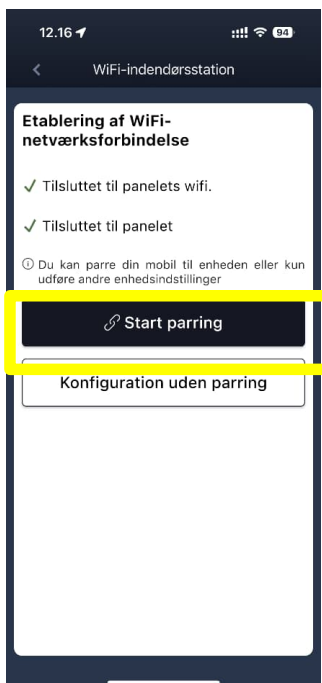 12.16
94
WiFi-indendørsstation
Etablering af WiFi-
netværksforbindelse
Tilsluttet til panelets wifi.
Tilsluttet til panelet
Du kan parre din mobil til enheden eller kun
udføre andre enhedsindstillinger
Start parring
Konfiguration uden parring